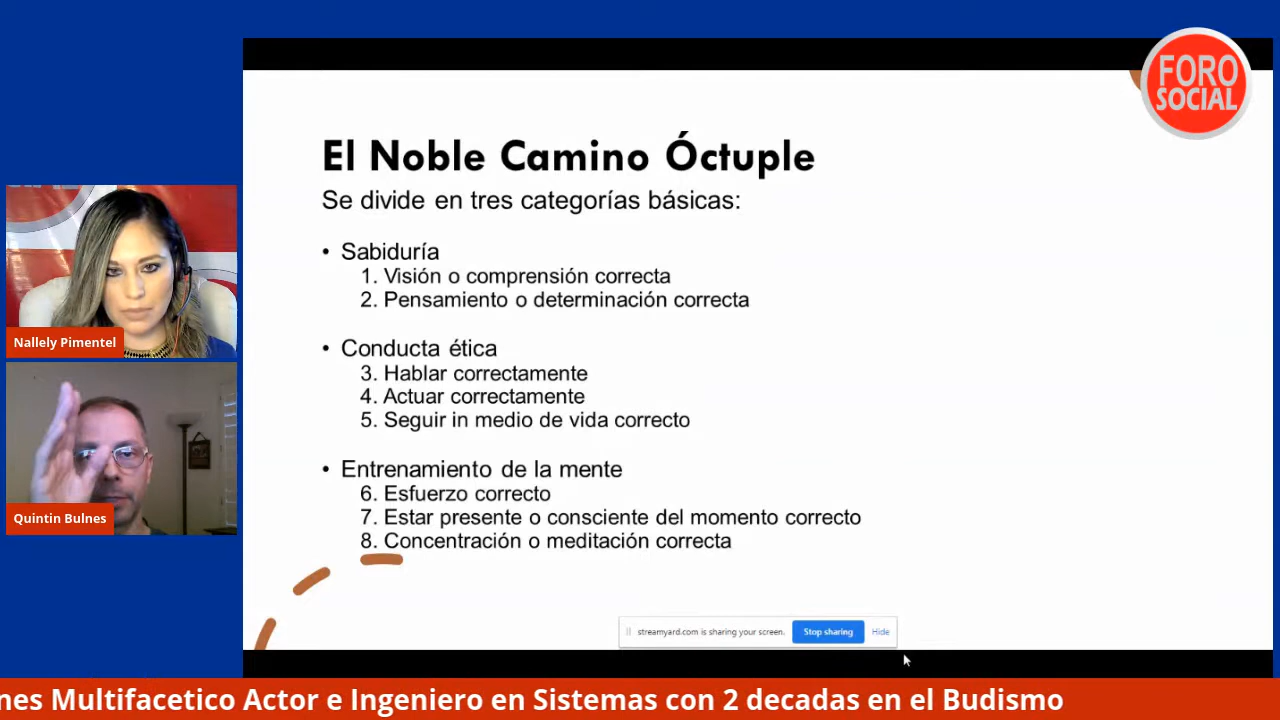 FORO
SOCIAL
El Noble Camino Óctuple
Se divide en tres categorías básicas:
• Sabiduría
1. Visión o comprensión correcta
2. Pensamiento o determinación correcta
• Conducta ética
3. Hablar correctamente
4. Actuar correctamente
5. Seguir in medio de vida correcto
• Entrenamiento de la mente
6. Esfuerzo correcto
7. Estar presente o consciente del momento correcto
8. Concentración o meditación correcta
Nallely Pimentel
Quintin Bulnes
streamyard.com is sharing your screen. Stop sharing Hide
nes Multifacetico Actor e Ingeniero en Sistemas con 2 decadas en el Budismo